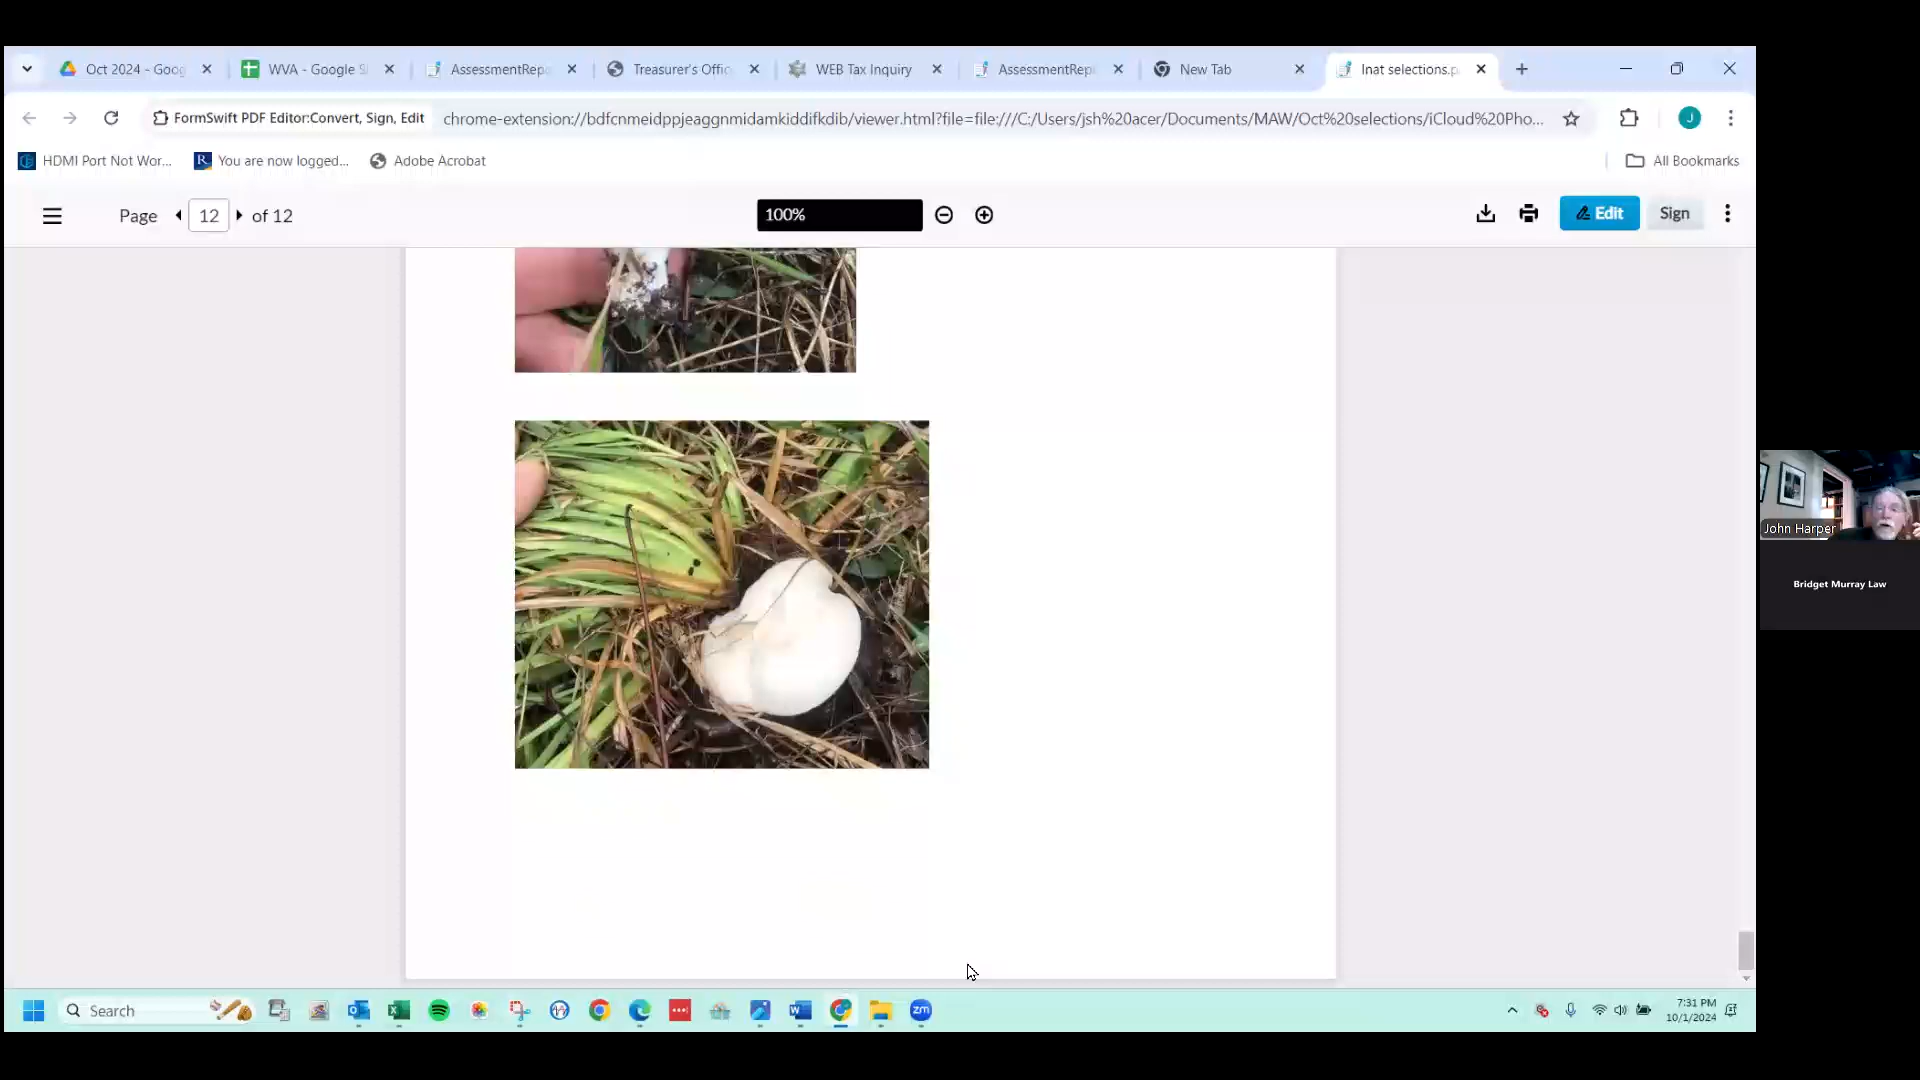 Oct 2024 - Goog
WVA - Google S
AssessmentRep
Treasurer's Offic
WEB Tax Inquiry
AssessmentRep
New Tab
Inat selections.p
FormSwift PDF Editor:Convert, Sign, Edit
chrome-extension://bdfcnmeidppjeaggnmidamkiddifkdib/viewer.html?file=file:///C:/Users/jsh%20acer/Documents/MAW/Oct%20selections/iCloud%20Pho...
J
HDMI Port Not Wor...
R
You are now logged...
Adobe Acrobat
All Bookmarks
Page 12 of 12
100%
Edit
Sign
John Harper
Bridget Murray Law
Search
zm
7:31 PM
10/1/2024